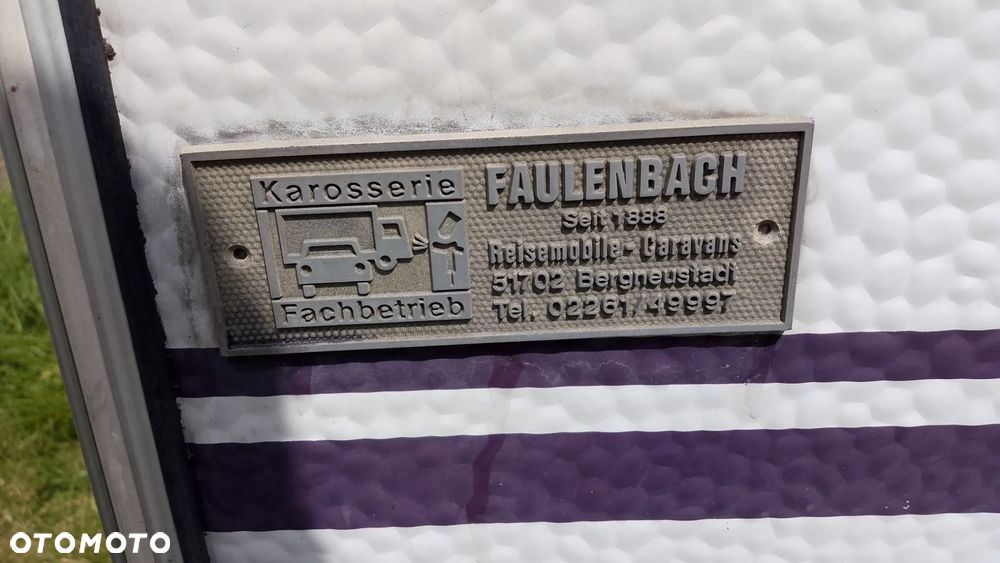 Karosserie
Fachbetrieb
FAULENBACH
Seit 1888
Reisemobile - Caravans
51702 Bergneustadt
Tel. 02261/49997
OTOMOTO